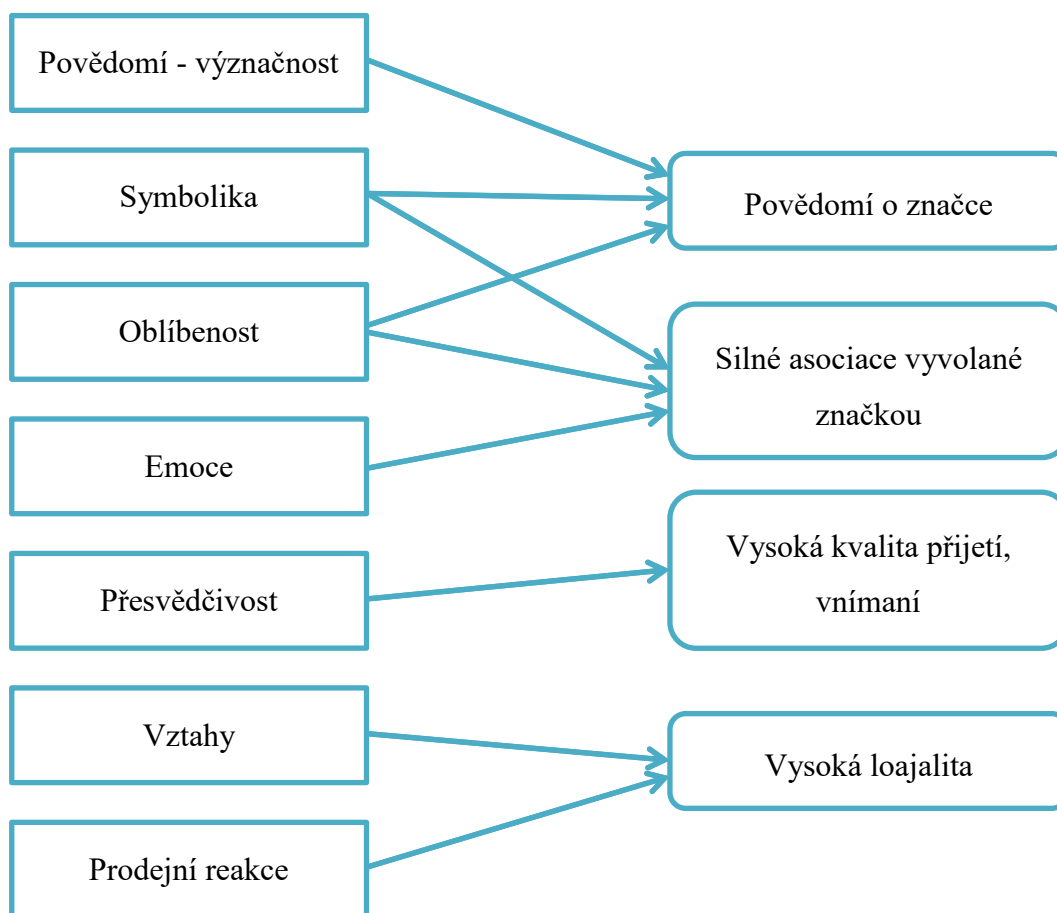 Povědomí - význačnost
Symbolika
Oblíbenost
Emoce
Přesvědčivost
Vztahy
Prodejní reakce
Povědomí o značce
Silné asociace vyvolané
značkou
Vysoká kvalita přijetí,
vnímaní
Vysoká loajalita